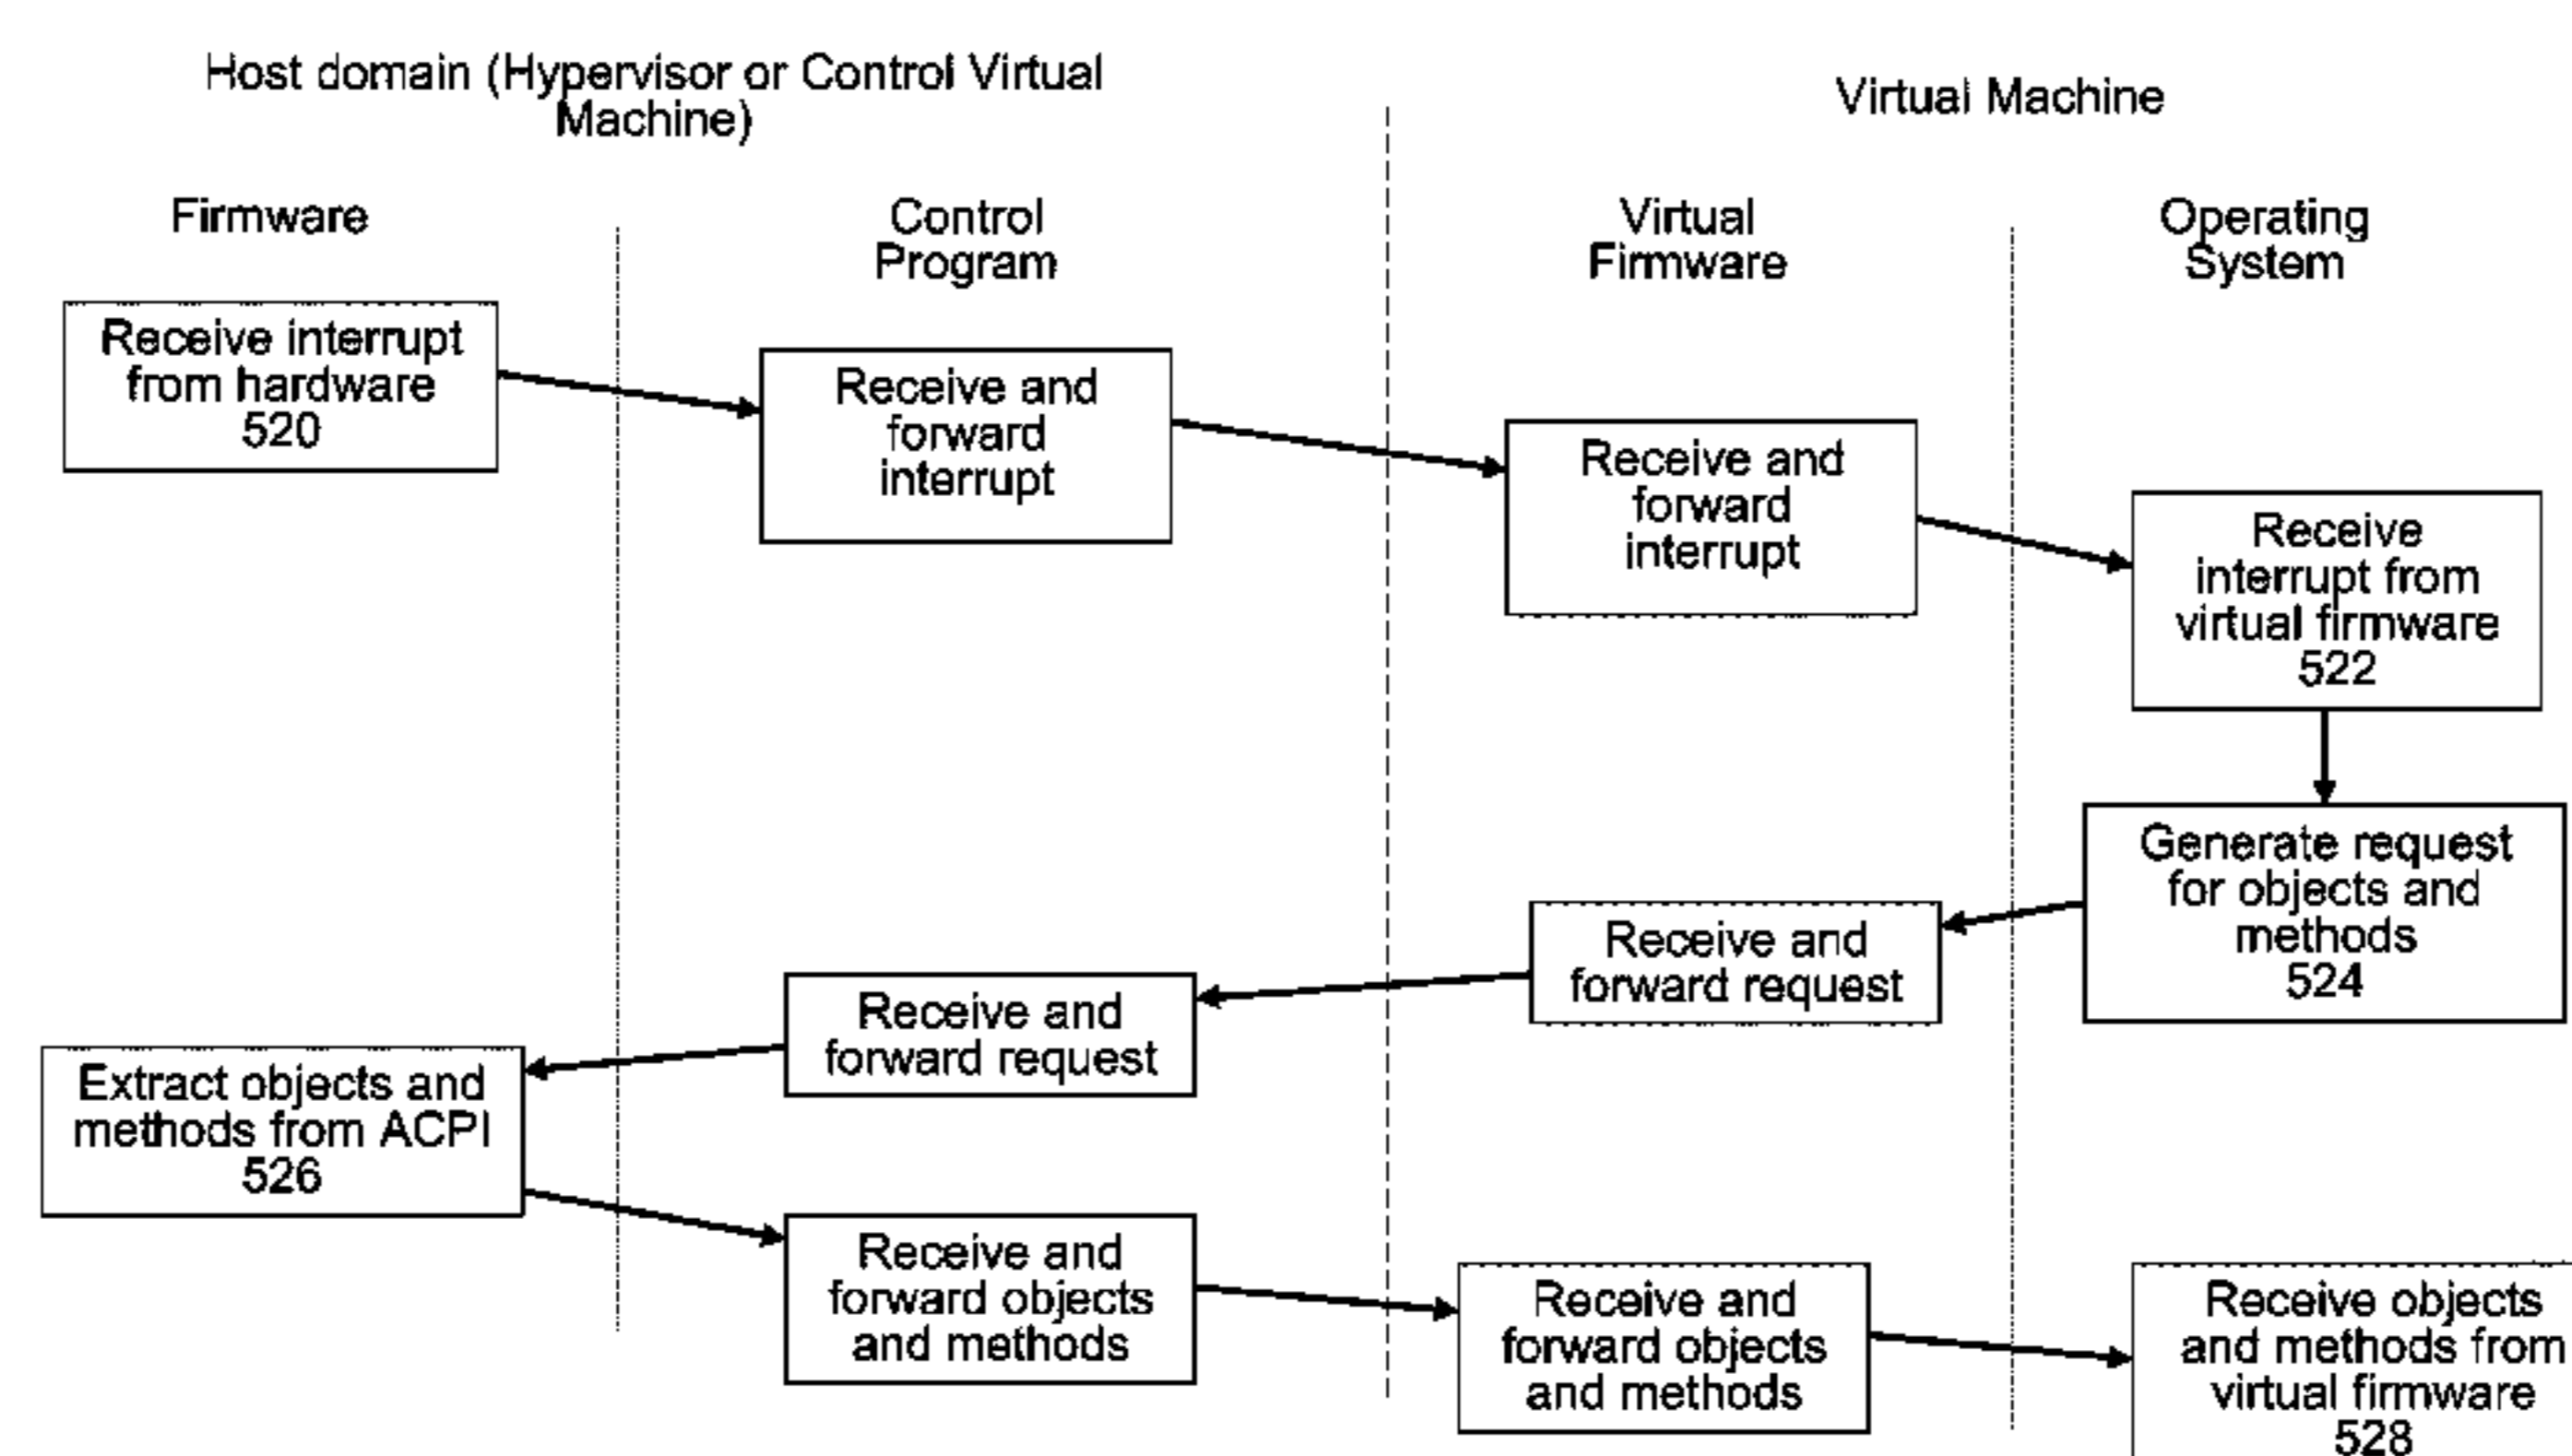 Host domain (Hypervisor or Control Virtual
Machine)
Virtual Machine
Firmware
Control
Program
Virtual
Firmware
Operating
System
Receive interrupt
from hardware
520
Receive and
forward
interrupt
Receive and
forward
interrupt
Receive
interrupt from
virtual firmware
522
Generate request
for objects and
methods
524
Receive and
forward request
Receive and
forward request
Extract objects and
methods from ACPI
526
Receive and
forward objects
and methods
Receive and
forward objects
and methods
Receive objects
and methods from
virtual firmware
528